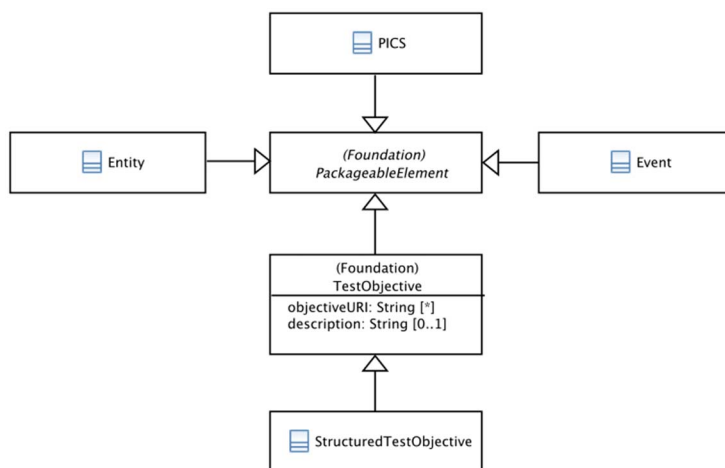 PICS
Entity
(Foundation)
PackageableElement
Event
(Foundation)
TestObjective
objectiveURI: String [*]
description: String [0..1]
StructuredTestObjective